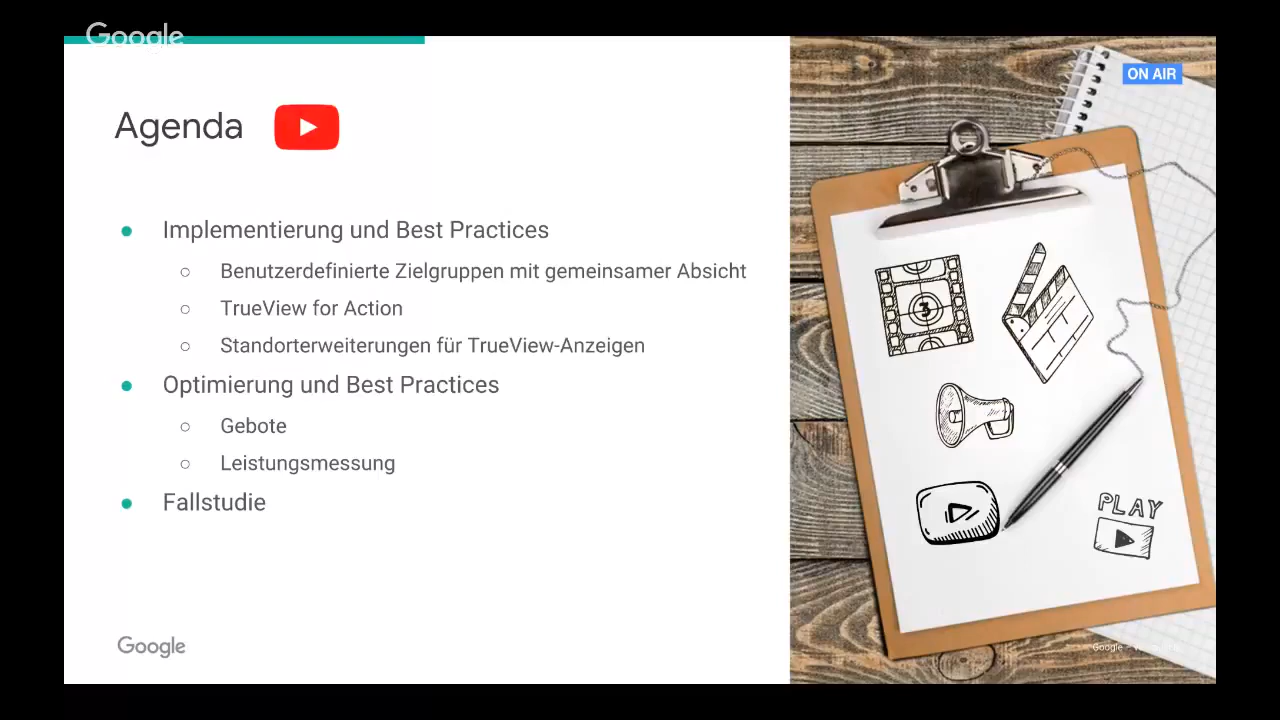 Google
ON AIR
Agenda
Implementierung und Best Practices
Benutzerdefinierte Zielgruppen mit gemeinsamer Absicht
TrueView for Action
Standorterweiterungen für TrueView-Anzeigen
Optimierung und Best Practices
Gebote
Leistungsmessung
Fallstudie
3
PLAY
Google
Google